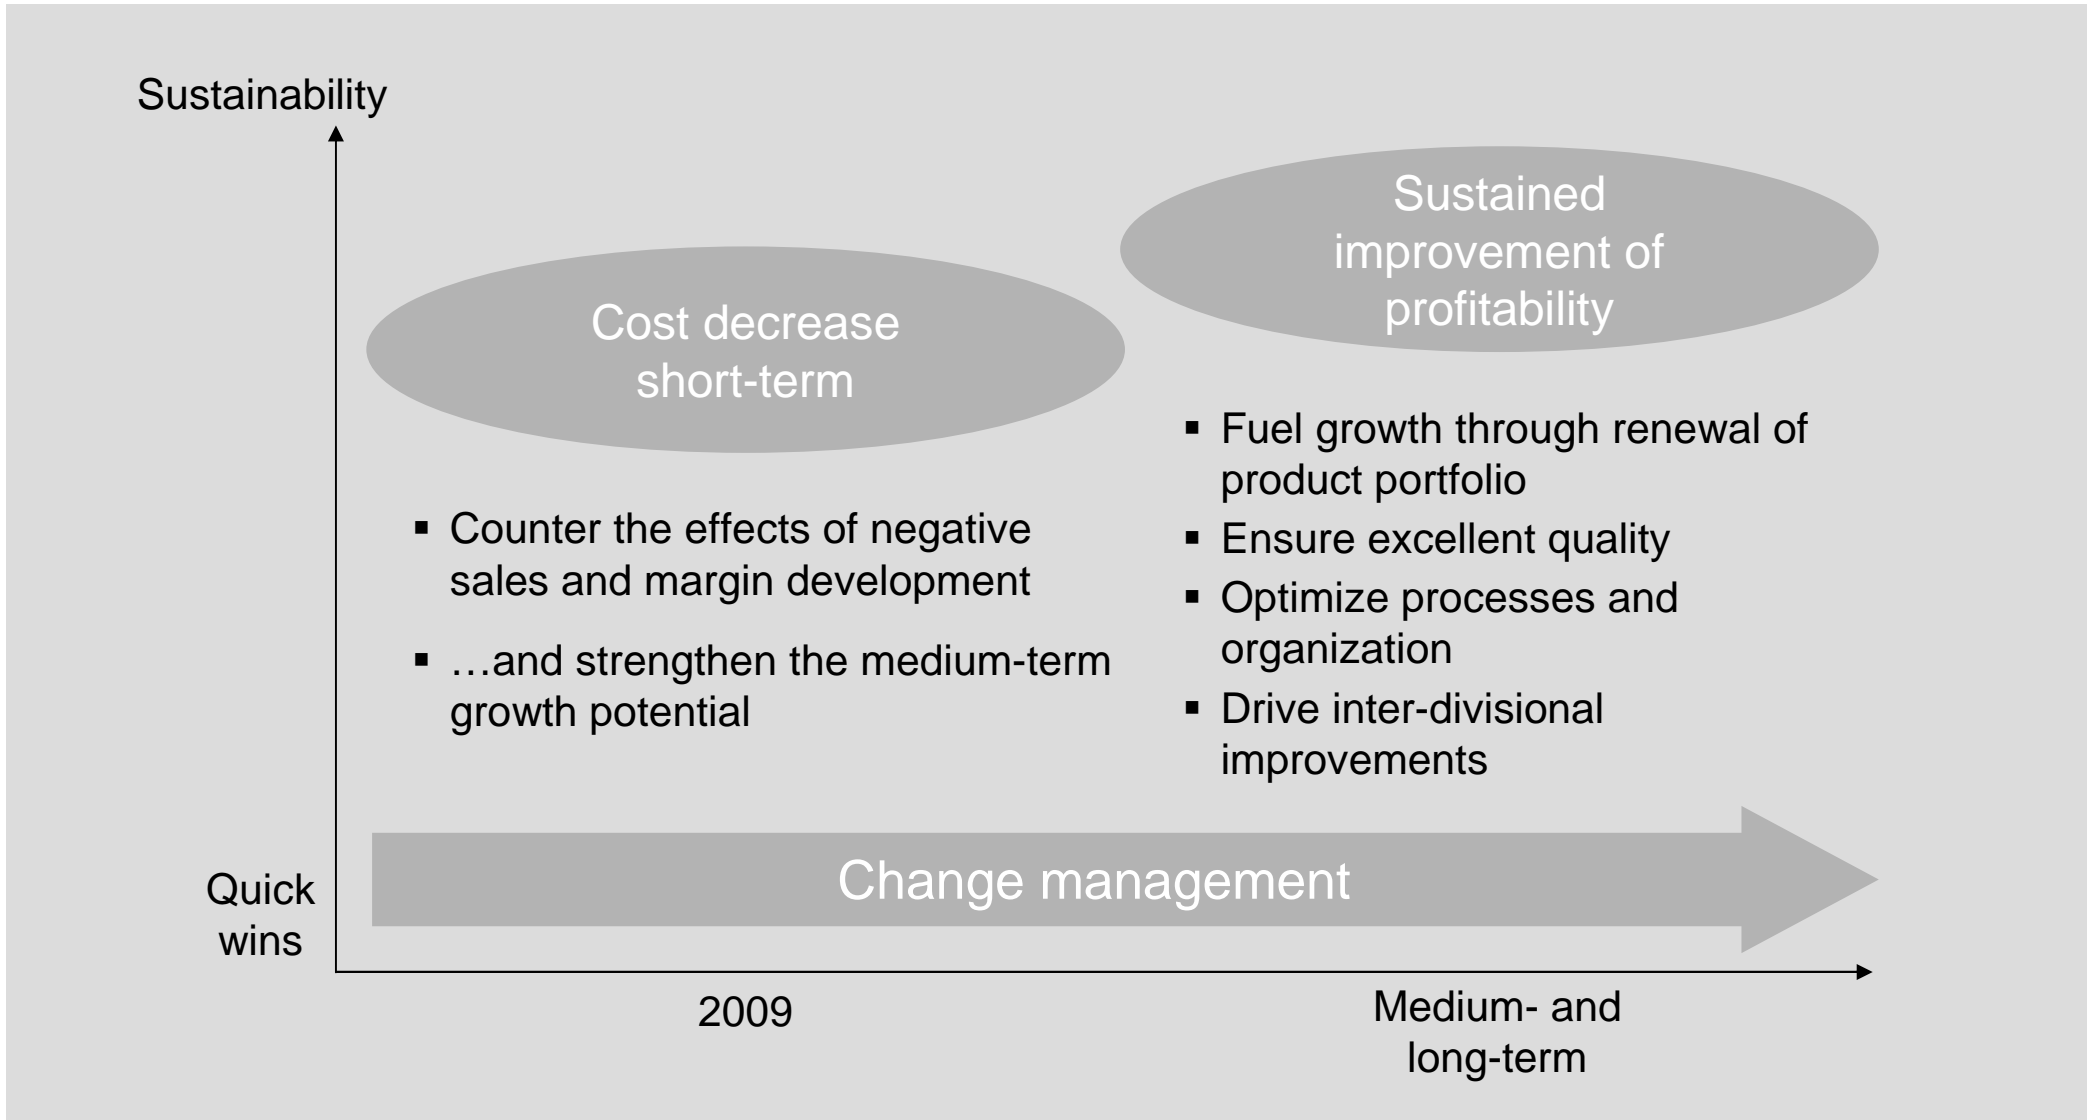 Sustainability
Cost decrease
short-term
▪ Counter the effects of negative
sales and margin development
▪ …and strengthen the medium-term
growth potential
Sustained
improvement of
profitability
▪ Fuel growth through renewal of
product portfolio
▪ Ensure excellent quality
▪ Optimize processes and
organization
▪ Drive inter-divisional
improvements
Change management
Quick
wins
2009
Medium- and
long-term